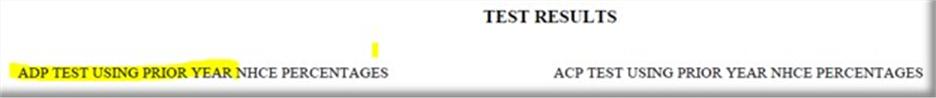 TEST RESULTS
ADP TEST USING PRIOR YEAR NHCE PERCENTAGES
ACP TEST USING PRIOR YEAR NHCE PERCENTAGES